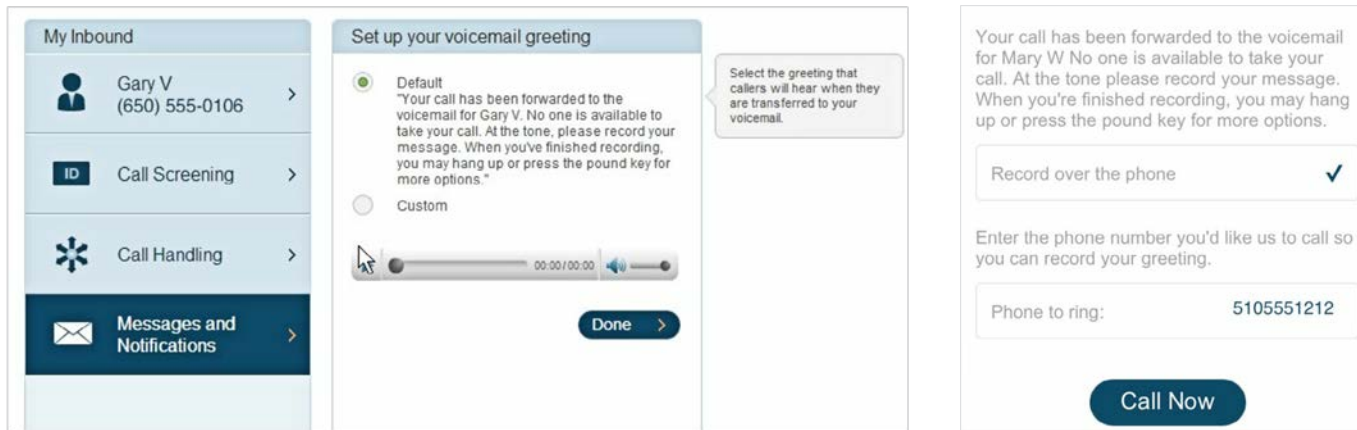 My Inbound
Gary V
(650) 555-0106
ID
Call Screening
Call Handling
Messages and
Notifications
Set up your voicemail greeting
Default
"Your call has been forwarded to the
voicemail for Gary V. No one is available to
take your call. At the tone, please record your
message. When you've finished recording,
you may hang up or press the pound key for
more options."
Custom
00:00/00:00
Done
Select the greeting that
callers will hear when they
are transferred to your
voicemail.
Your call has been forwarded to the voicemail
for Mary W No one is available to take your
call. At the tone please record your message.
When you're finished recording, you may hang
up or press the pound key for more options.
Record over the phone
Enter the phone number you'd like us to call so
you can record your greeting.
Phone to ring: 5105551212
Call Now